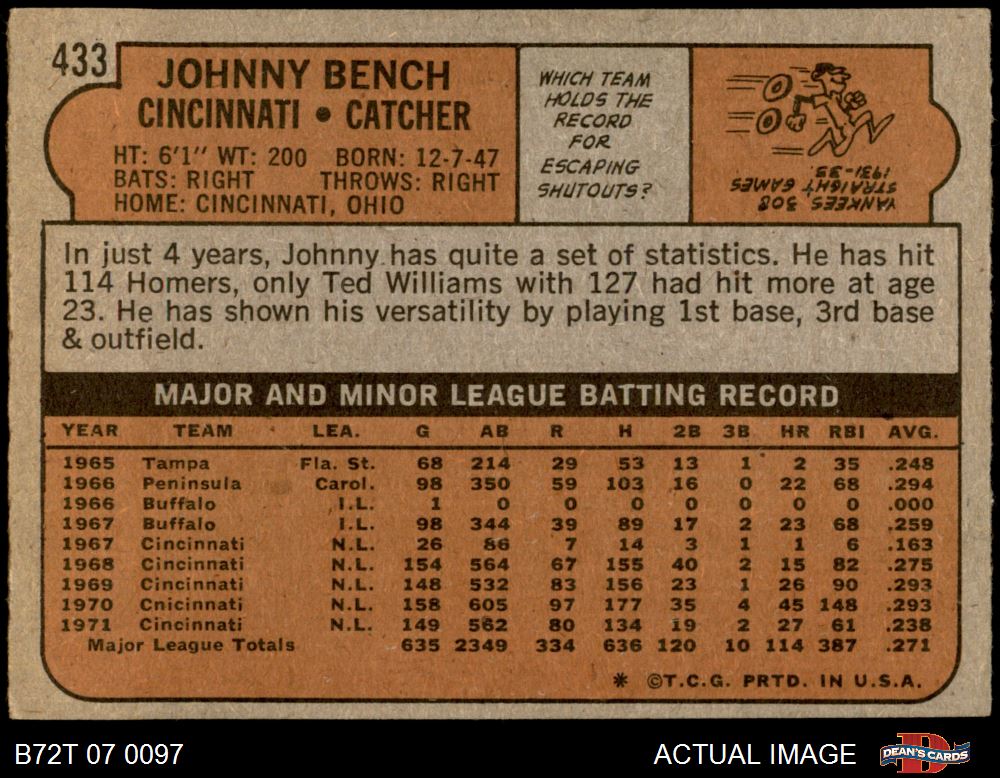 433
JOHNNY BENCH
CINCINNATI • CATCHER
HT: 6'1" WT: 200 BORN: 12-7-47
BATS: RIGHT THROWS: RIGHT
HOME: CINCINNATI, OHIO
WHICH TEAM
HOLDS THE
RECORD
FOR
ESCAPING
SHUTOUTS?
YANKEES 308
STRAIGHT GAMES,
1931-33.
In just 4 years, Johnny has quite a set of statistics. He has hit
114 Homers, only Ted Williams with 127 had hit more at age
23. He has shown his versatility by playing 1st base, 3rd base
& outfield.
MAJOR AND MINOR LEAGUE BATTING RECORD
YEAR TEAM LEA. G AB R H 2B 3B HR RBI AVG.
1965 Tampa Fla. St. 68 214 29 53 13 1 2 35 .248
1966 Peninsula Carol. 98 350 59 103 16 0 22 68 .294
1966 Buffalo I.L. 1 0 0 0 0 0 0 0 .000
1967 Buffalo I.L. 98 344 39 89 17 2 23 68 .259
1967 Cincinnati N.L. 26 86 7 14 3 1 1 6 .163
1968 Cincinnati N.L. 154 564 67 155 40 2 15 82 .275
1969 Cincinnati N.L. 148 532 83 156 23 1 26 90 .293
1970 Cnicinnati N.L. 158 605 97 177 35 4 45 148 .293
1971 Cincinnati N.L. 149 562 80 134 19 2 27 61 .238
Major League Totals 635 2349 334 636 120 10 114 387 .271
* ©T.C.G. PRTD. IN U.S.A.
B72T 07 0097
ACTUAL IMAGE
DEAN'S CARDS